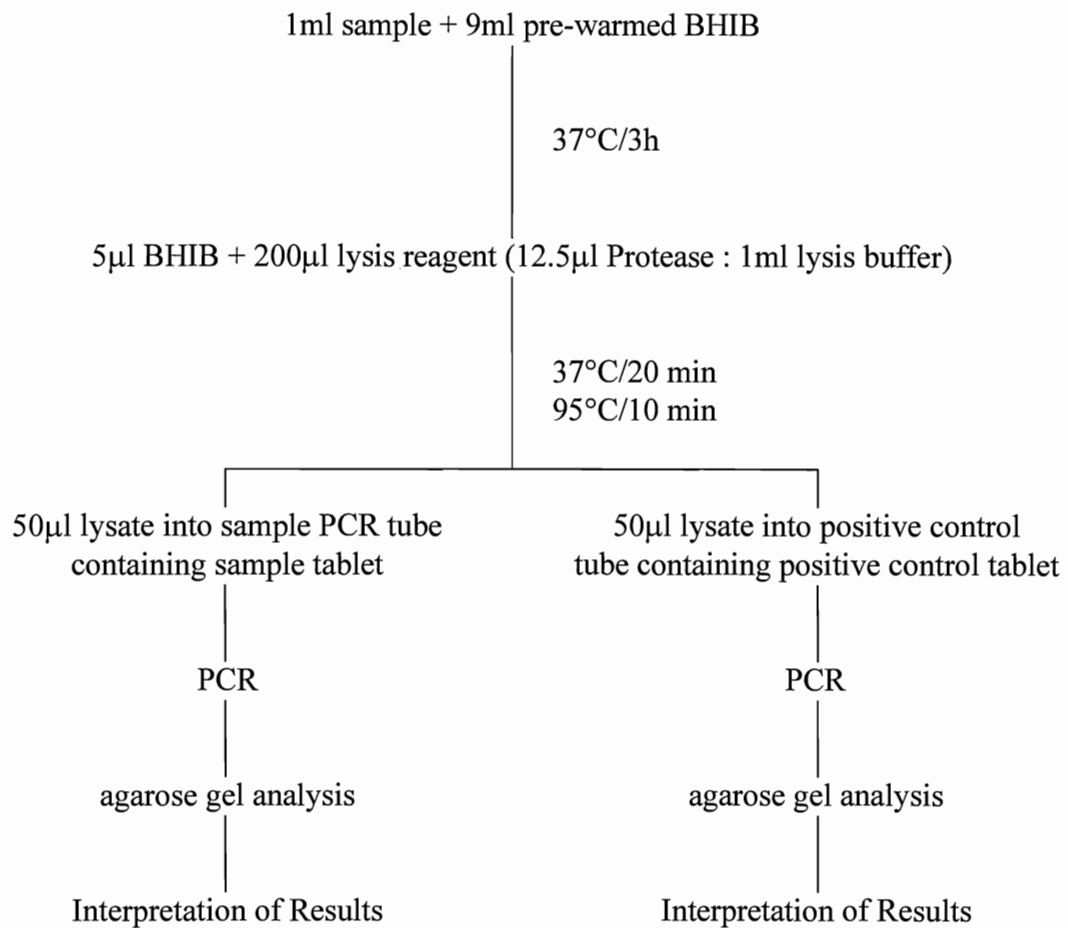 1ml sample + 9ml pre-warmed BHIB
37°C/3h
5μl BHIB + 200μl lysis reagent (12.5μl Protease : 1ml lysis buffer)
37°C/20 min
95°C/10 min
50μl lysate into sample PCR tube
containing sample tablet
50μl lysate into positive control
tube containing positive control tablet
PCR
PCR
agarose gel analysis
agarose gel analysis
Interpretation of Results
Interpretation of Results